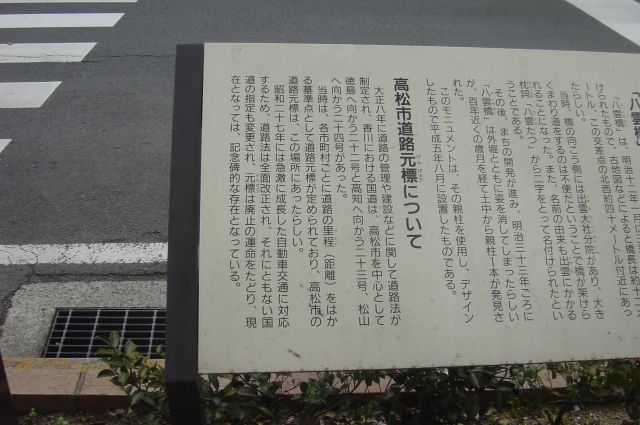 八雲橋
「八雲橋」は、明治十年一
けられたもので、古地図などによると橋長は約十一メ
ートル、この交差点の北西約四十メートル付近にあっ
たらしい。
当時、橋の向こう側には出雲大社分院があり、大き
くまわり道をするのは不便だということで橋が架けら
れることになった。また、名前の由来も出雲にかかる
枕詞「八雲たつ」から二字をとって名付けられたとい
うことである。
その後、まちの開発が進み、明治三十三年ごろに
「八雲橋」は外堀とともに姿を消してしまったらしい
が、百年近くの歳月を経て土中から親柱1本が発見さ
れた。
このモニュメントは、その親柱を使用し、デザイン
したもので平成五年八月に設置したものである。
高松市道路元標について
げんぴょう
大正八年に道路の管理や建設などに関して道路法が
制定され、香川における国道は、高松市を中心として
徳島へ向かう二十二号と高知へ向かう二十三号、松山
へ向かう二十四号があった。
当時は、各市町村ごとに道路の里程（距離）をはか
る基準点として道路元標が定められており、高松市の
道路元標は、この場所にあったらしい。
昭和二十七年には急激に成長した自動車交通に対応
するため、道路法は全面改正され、それにともない国
道の指定も変更され、元標は廃止の運命をたどり、現
在となっては、記念碑的な存在となっている。